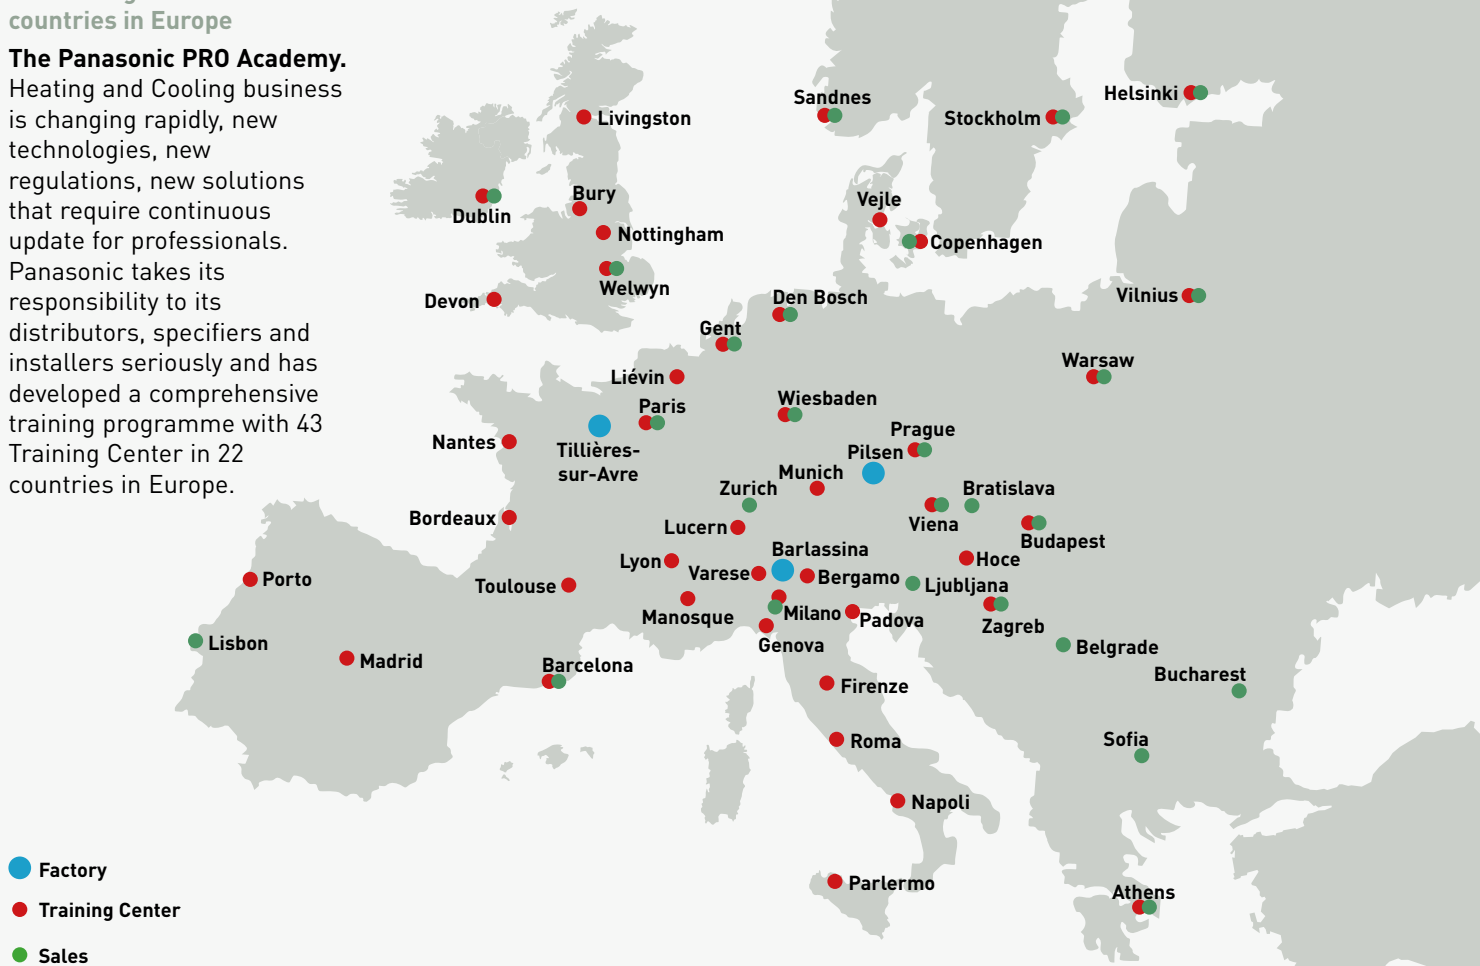 countries in Europe
The Panasonic PRO Academy.
Heating and Cooling business
is changing rapidly, new
technologies, new
regulations, new solutions
that require continuous
update for professionals.
Panasonic takes its
responsibility to its
distributors, specifiers and
installers seriously and has
developed a comprehensive
training programme with 43
Training Center in 22
countries in Europe.
Helsinki
Sandnes
Stockholm
Livingston
Bury
Vejle
Dublin
Nottingham
Copenhagen
Welwyn
Devon
Den Bosch
Vilnius
Gent
Warsaw
Liévin
Wiesbaden
Paris
Prague
Nantes
Tillières-
sur-Avre
Pilsen
Munich
Zurich
Bratislava
Bordeaux
Lucern
Viena
Budapest
Barlassina
Hoce
Lyon
Varese
Bergamo
Porto
Toulouse
Ljubljana
Manosque
Milano
Padova
Zagreb
Lisbon
Genova
Belgrade
Madrid
Barcelona
Bucharest
Firenze
Roma
Sofia
Napoli
Factory
Parlermo
Athens
Training Center
Sales